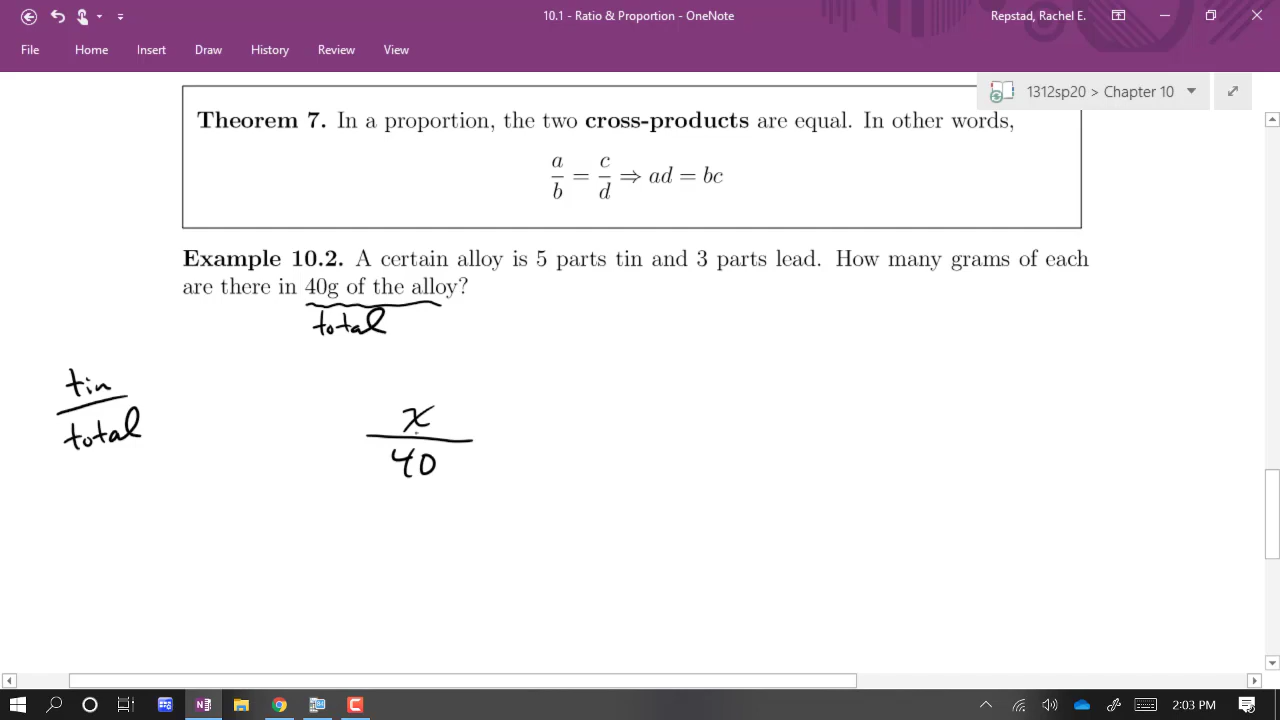 10.1 - Ratio & Proportion - OneNote
Repstad, Rachel E.
File Home Insert Draw History Review View
1312sp20 > Chapter 10
Theorem 7. In a proportion, the two cross-products are equal. In other words,
a/b = c/d ⇒ ad = bc
Example 10.2. A certain alloy is 5 parts tin and 3 parts lead. How many grams of each
are there in 40g of the alloy?
total
tin
total
x
40
2:03 PM